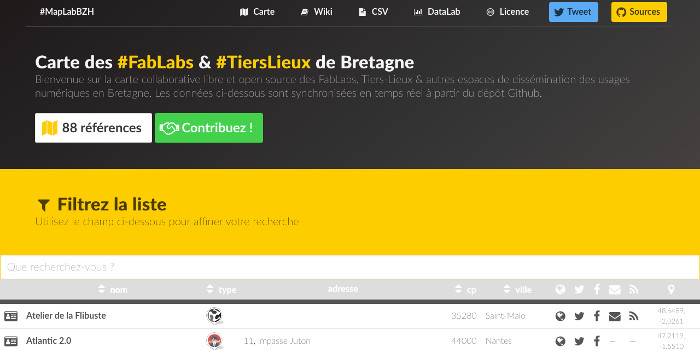 #MapLabBZH Carte Wiki CSV DataLab Licence Tweet Sources
Carte des #FabLabs & #TiersLieux de Bretagne
Bienvenue sur la carte collaborative libre et open source des FabLabs, Tiers-Lieux & autres espaces de dissémination des usages
numériques en Bretagne. Les données ci-dessous sont synchronisées en temps réel à partir du dépôt Github.
88 références Contribuez !
Filtrez la liste
Utilisez le champ ci-dessous pour affiner votre recherche
Que recherchez-vous ?
nom type adresse cp ville
Atelier de la Flibuste 35280 Saint-Malo 48.6489,
-2.0261
Atlantic 2.0 11, Impasse Juton 44000 Nantes — — 47.2119,
-1.5510